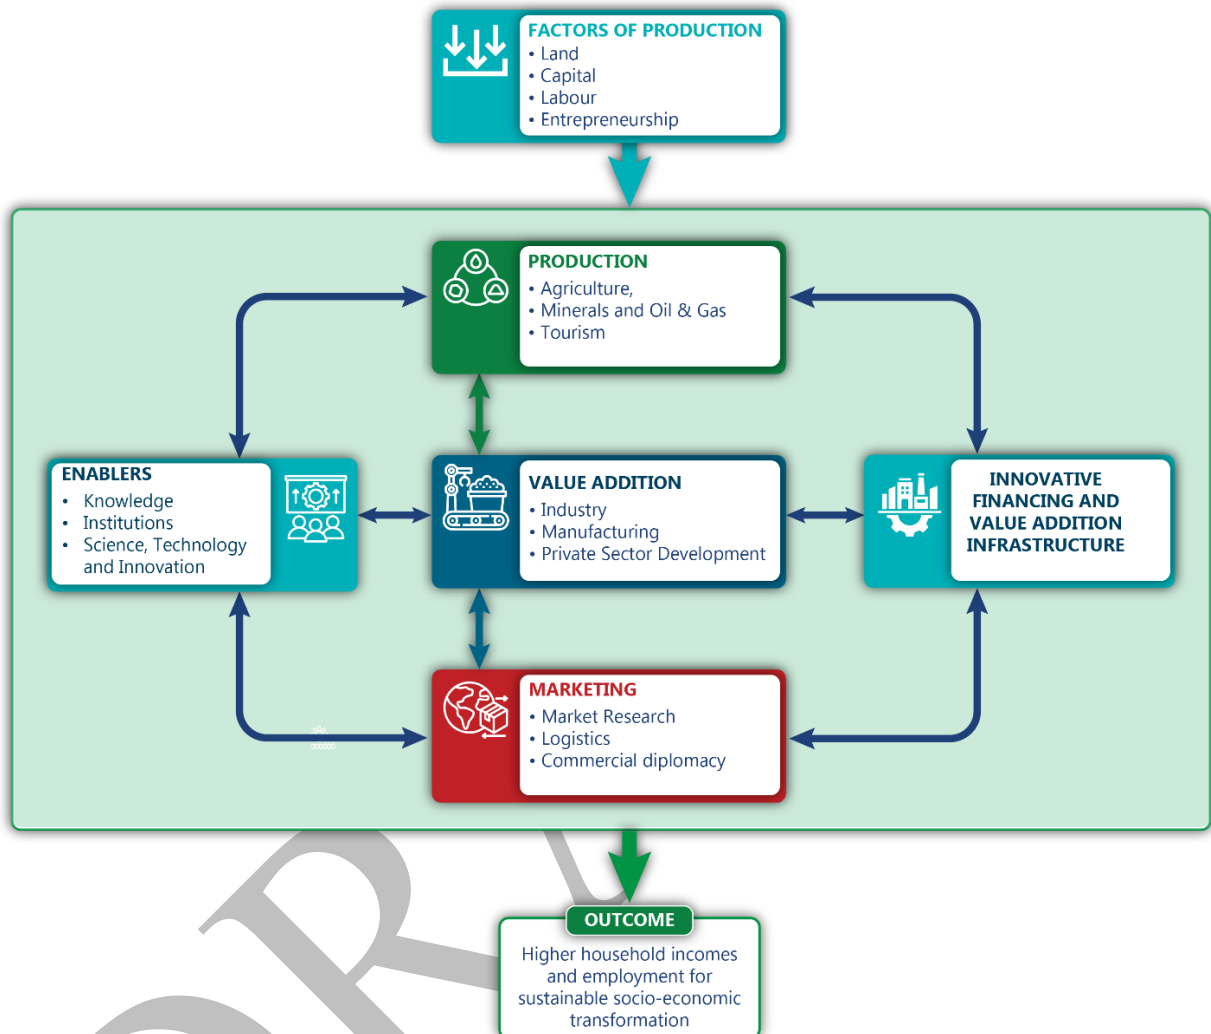 FACTORS OF PRODUCTION
• Land
• Capital
• Labour
• Entrepreneurship
PRODUCTION
• Agriculture,
• Minerals and Oil & Gas
• Tourism
ENABLERS
• Knowledge
• Institutions
• Science, Technology
and Innovation
VALUE ADDITION
• Industry
• Manufacturing
• Private Sector Development
INNOVATIVE
FINANCING AND
VALUE ADDITION
INFRASTRUCTURE
MARKETING
• Market Research
• Logistics
• Commercial diplomacy
OUTCOME
Higher household incomes
and employment for
sustainable socio-economic
transformation